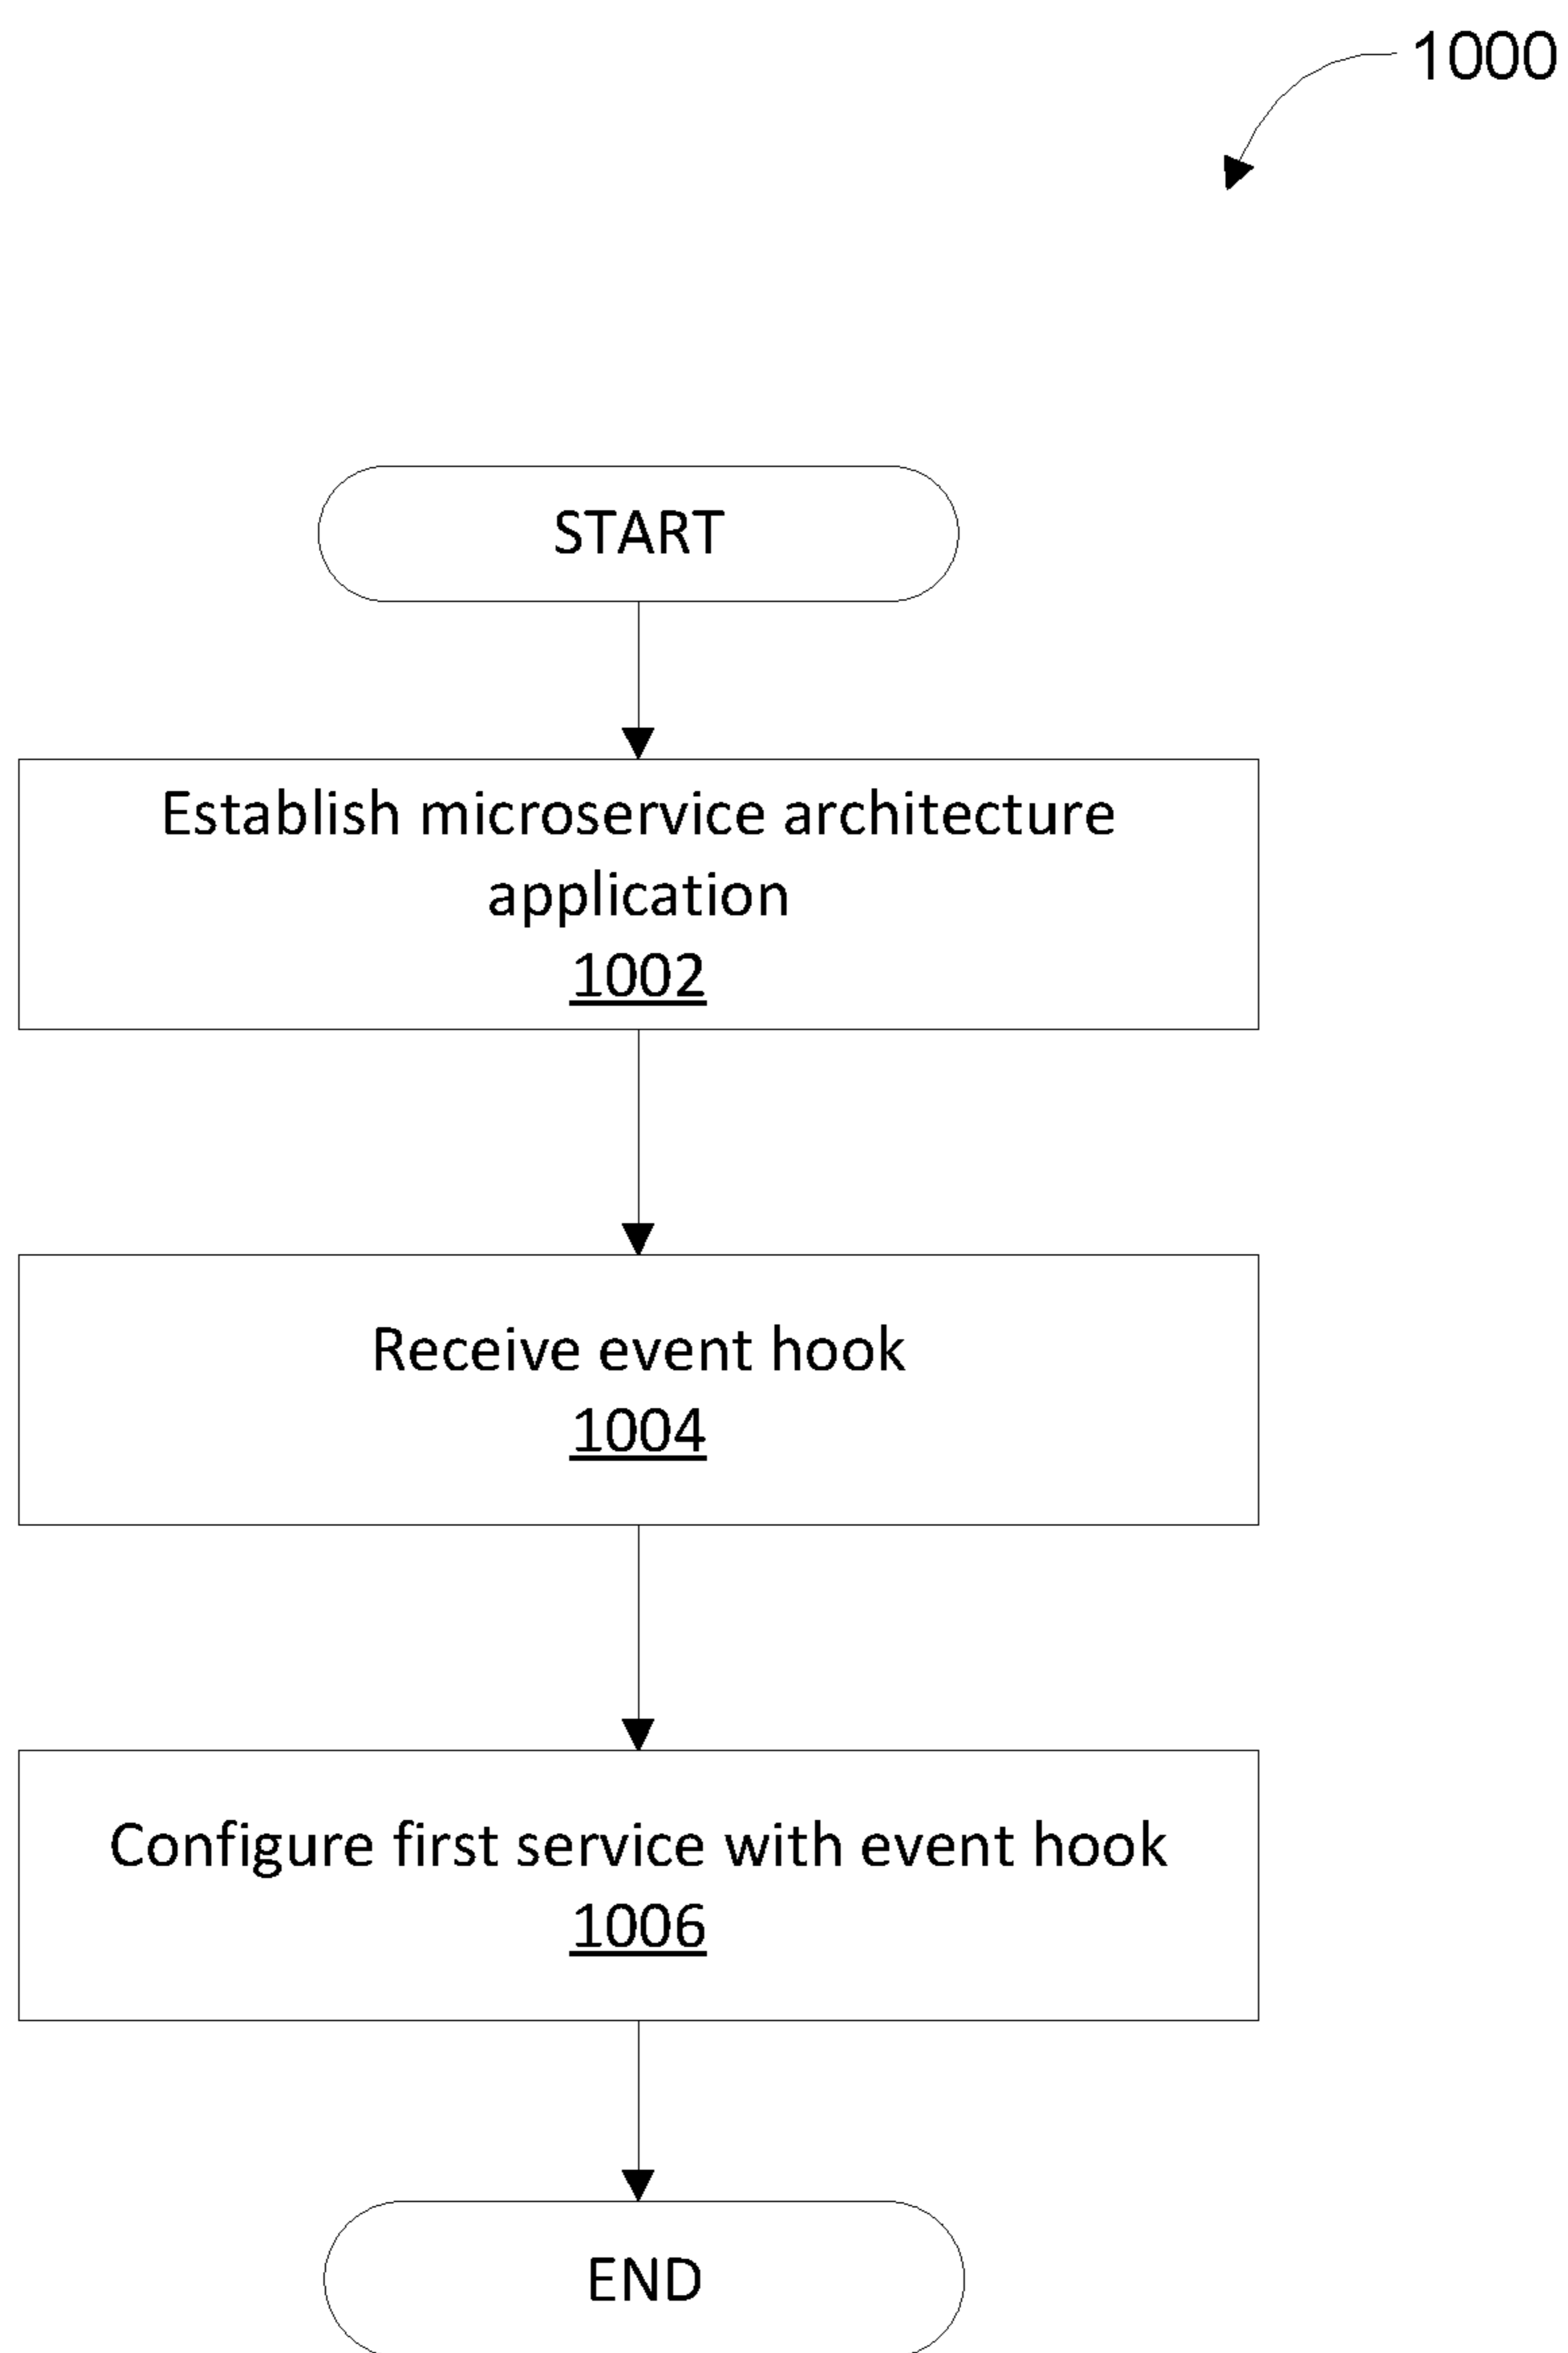 1000
START
Establish microservice architecture
application
1002
Receive event hook
1004
Configure first service with event hook
1006
END